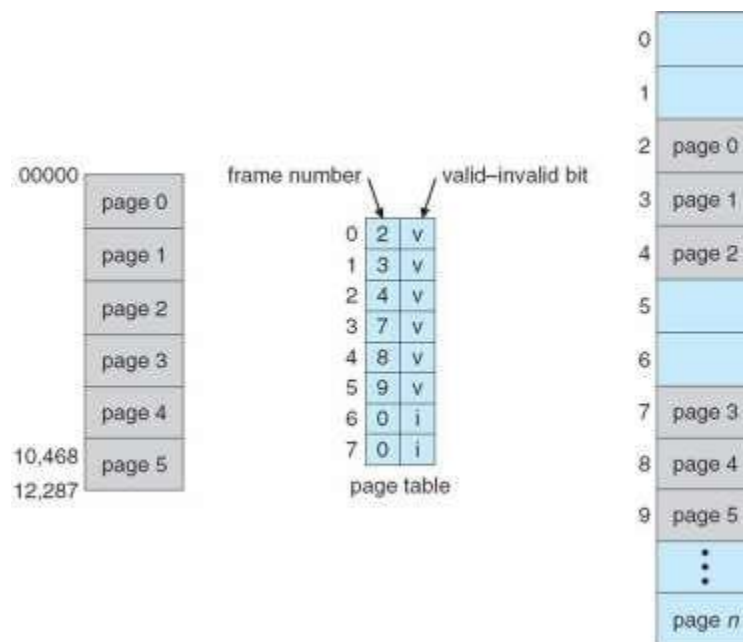 00000
page 0
page 1
page 2
page 3
page 4
10,468
page 5
12,287
frame number
valid–invalid bit
0 2 v
1 3 v
2 4 v
3 7 v
4 8 v
5 9 v
6 0 i
7 0 i
page table
0
1
2 page 0
3 page 1
4 page 2
5
6
7 page 3
8 page 4
9 page 5
page n